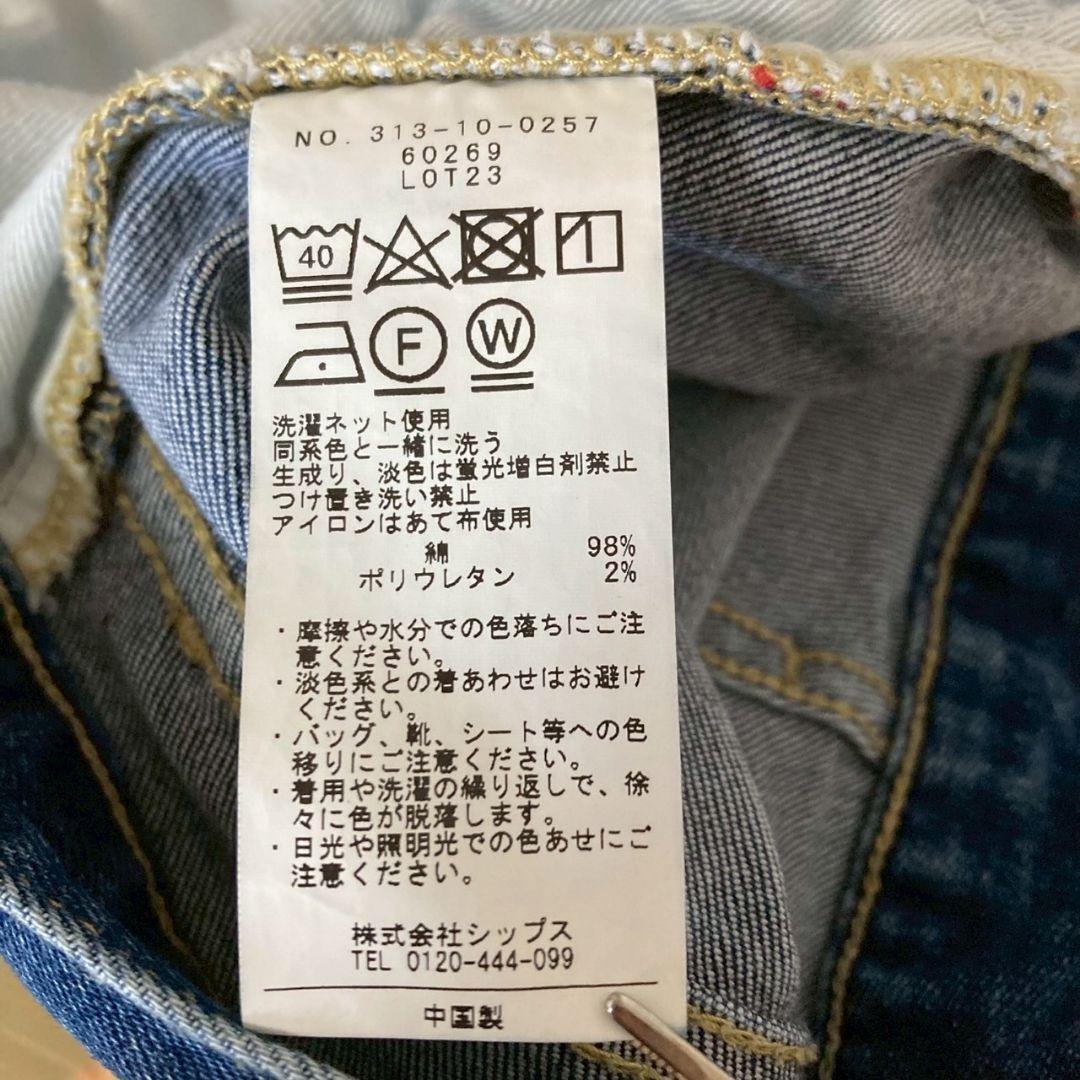 NO. 313-10-0257
60269
LOT23
40
F W
洗濯ネット使用
同系色と一緒に洗う
生成り、淡色は蛍光増白剤禁止
つけ置き洗い禁止
アイロンはあて布使用
綿 98%
ポリウレタン 2%
・摩擦や水分での色落ちにご注
意ください。
・淡色系との着あわせはお避け
ください。
・バッグ、靴、シート等への色
移りにご注意ください。
・着用や洗濯の繰り返しで、徐
々に色が脱落します。
・日光や照明光での色あせにご
注意ください。
株式会社シップス
TEL 0120-444-099
中国製